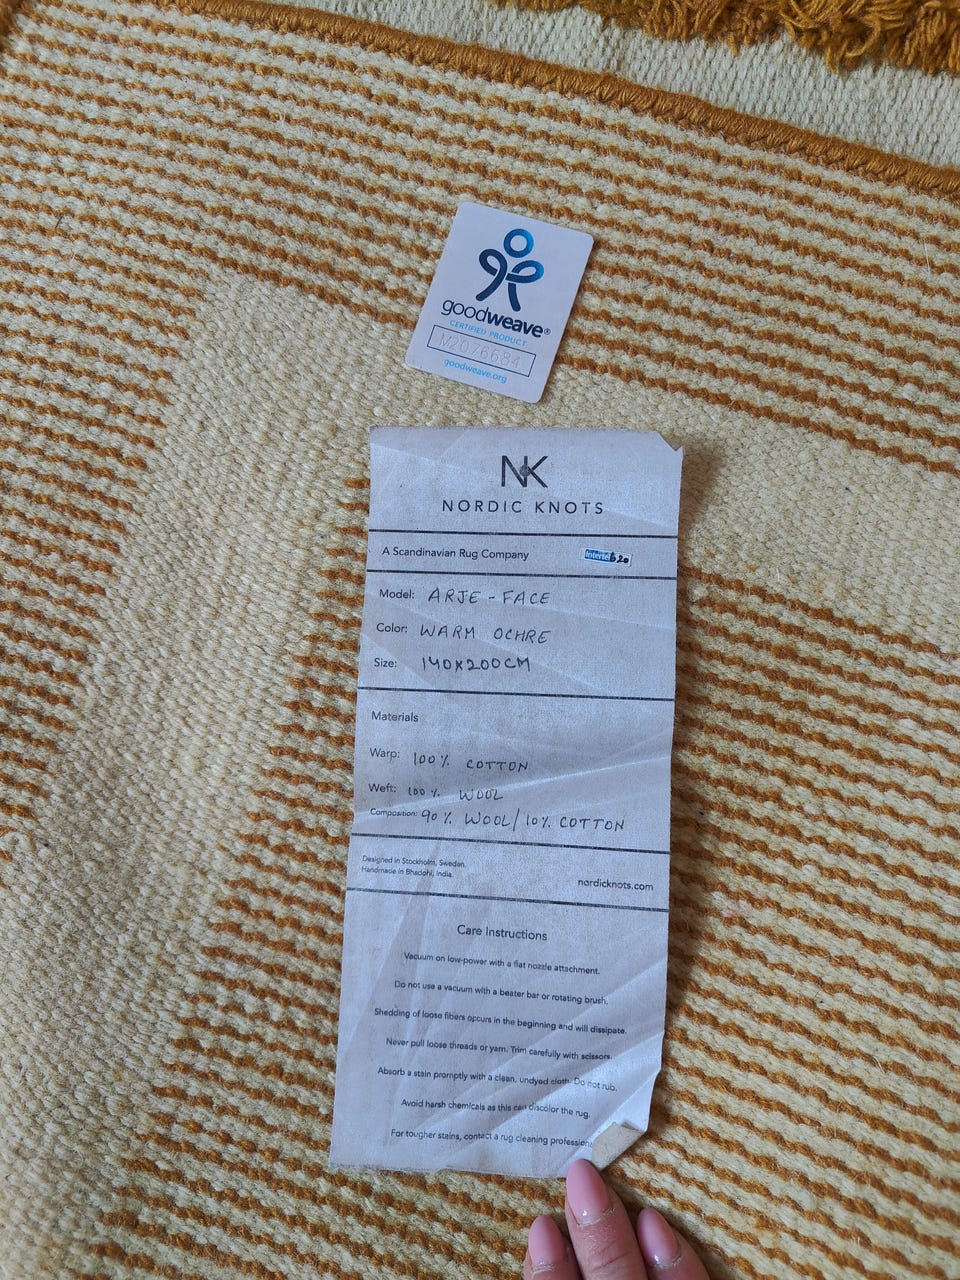 goodweave®
CERTIFIED PRODUCT
M2076684
goodweave.org
NK
NORDIC KNOTS
A Scandinavian Rug Company
Intertek 20
Model: ARJE - FACE
Color: WARM OCHRE
Size: 140X200CM
Materials
Warp: 100% COTTON
Weft: 100% WOOL
Composition: 90% WOOL/10% COTTON
Designed in Stockholm, Sweden.
Handmade in Bhadohi, India.
nordicknots.com
Care Instructions
Vacuum on low-power with a flat nozzle attachment.
Do not use a vacuum with a beater bar or rotating brush.
Shedding of loose fibers occurs in the beginning and will dissipate.
Never pull loose threads or yarn. Trim carefully with scissors.
Absorb a stain promptly with a clean, undyed cloth. Do not rub.
Avoid harsh chemicals as this can discolor the rug.
For tougher stains, contact a rug cleaning profession